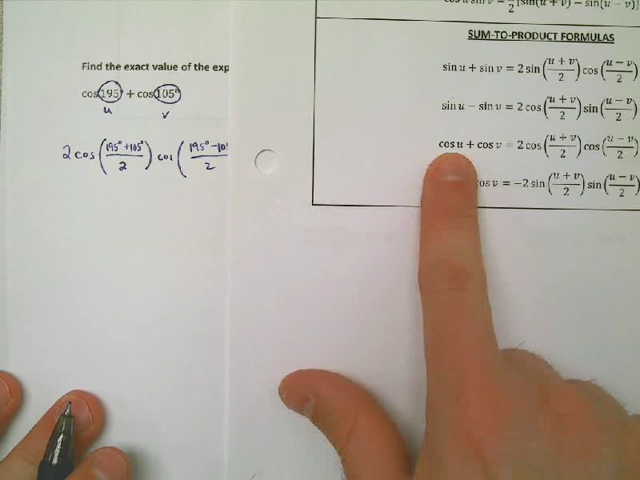 Find the exact value of the exp
cos 195° + cos 105°
u v
2 cos (195° + 105° / 2) cos (195° − 10 / 2
SUM-TO-PRODUCT FORMULAS
sin u + sin v = 2 sin (u + v / 2) cos (u − v / 2)
sin u − sin v = 2 cos (u + v / 2) sin (u − v / 2)
cos u + cos v = 2 cos (u + v / 2) cos (u − v / 2)
cos v = −2 sin (u + v / 2) sin (u − v / 2)